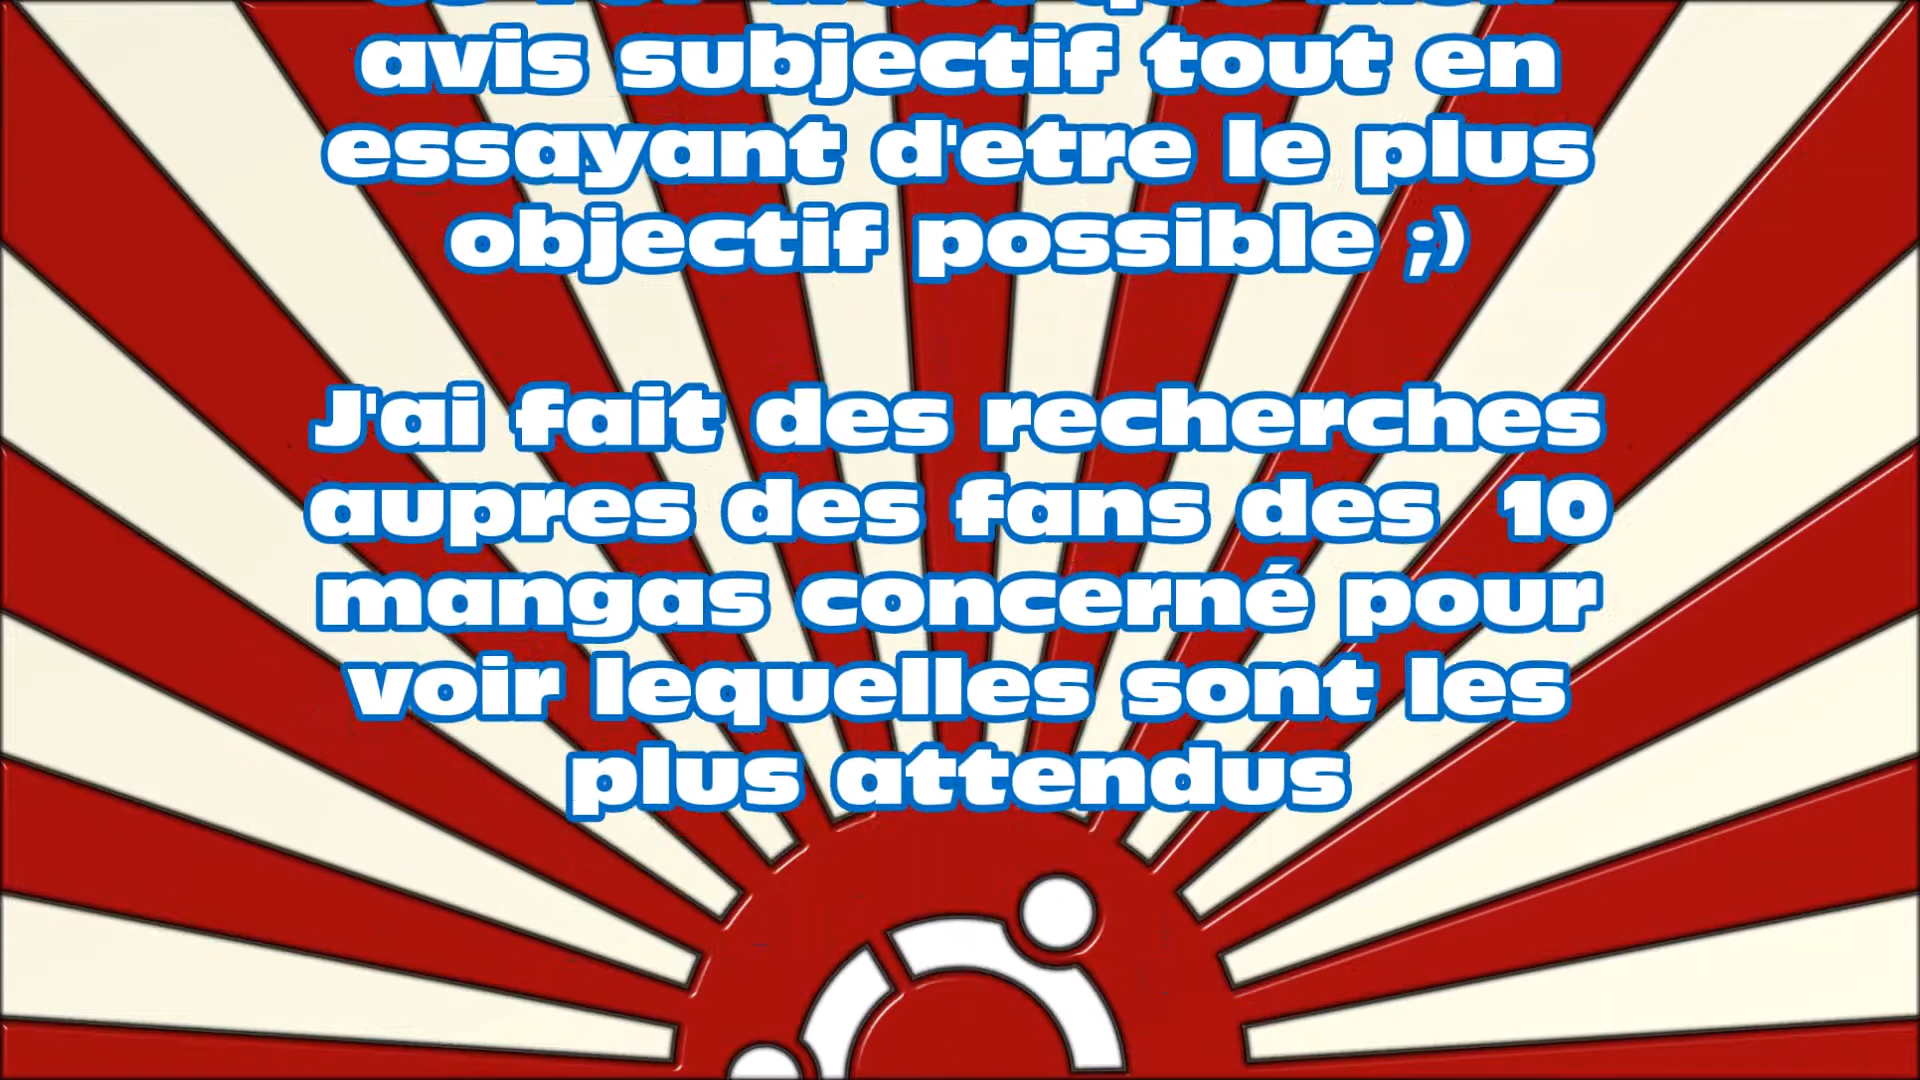 avis subjectif tout en
essayant d'etre le plus
objectif possible ;)
J'ai fait des recherches
aupres des fans des  10
mangas concerné pour
voir lequelles sont les
plus attendus